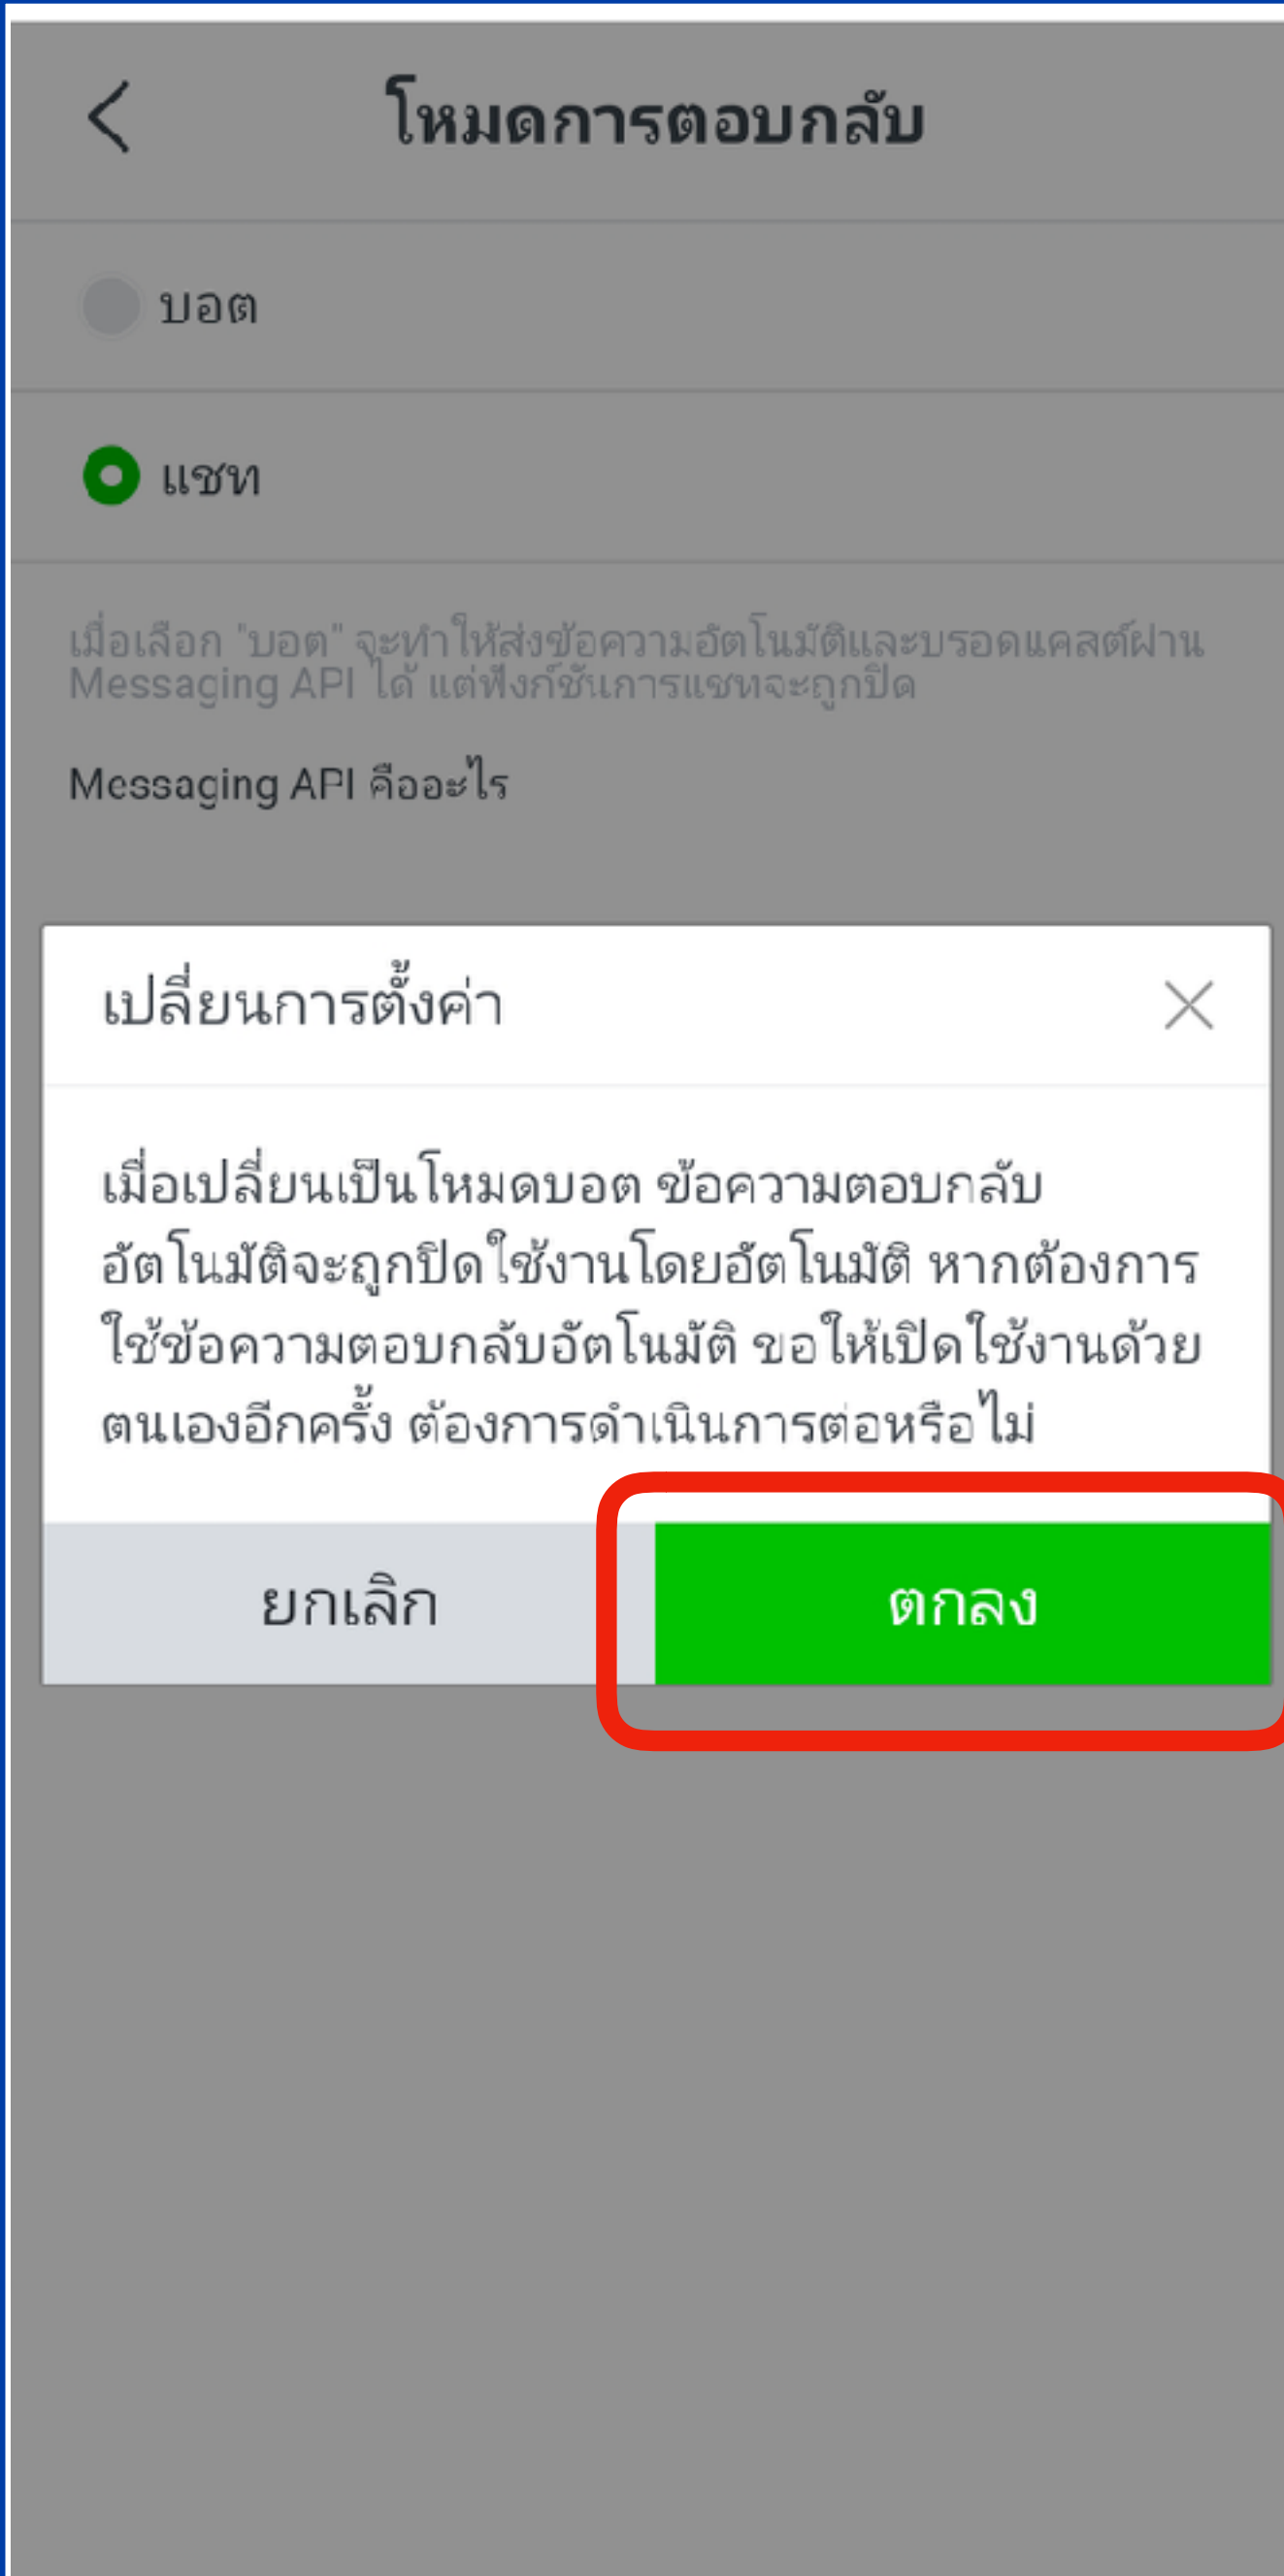 โหมดการตอบกลับ
บอต
แชท
เมื่อเลือก "บอต" จะทำให้ส่งข้อความอัตโนมัติและบรอดแคสต์ผ่าน
Messaging API ได้ แต่ฟังก์ชันการแชทจะถูกปิด
Messaging API คืออะไร
เปลี่ยนการตั้งค่า
เมื่อเปลี่ยนเป็นโหมดบอต ข้อความตอบกลับ
อัตโนมัติจะถูกปิดใช้งานโดยอัตโนมัติ หากต้องการ
ใช้ข้อความตอบกลับอัตโนมัติ ขอให้เปิดใช้งานด้วย
ตนเองอีกครั้ง ต้องการดำเนินการต่อหรือไม่
ยกเลิก
ตกลง